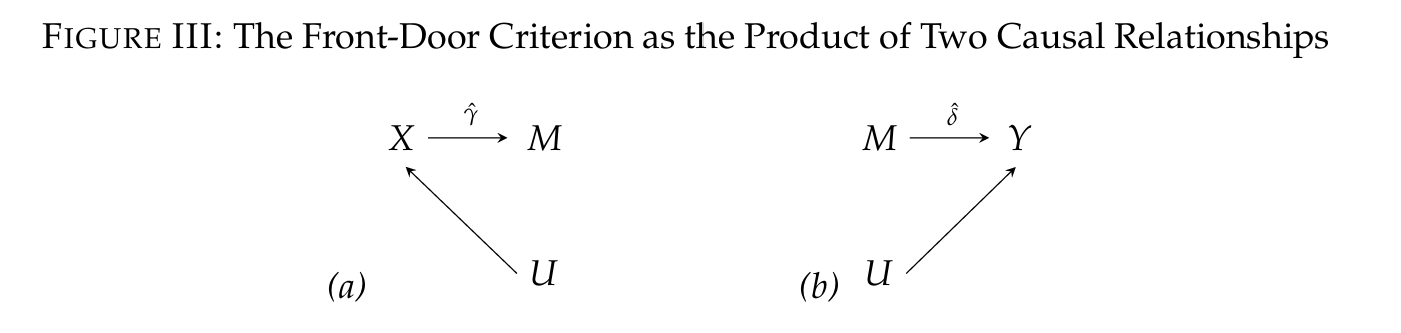 FIGURE III: The Front-Door Criterion as the Product of Two Causal Relationships
γ̂ δ̂
X M M Y
(a) U (b) U